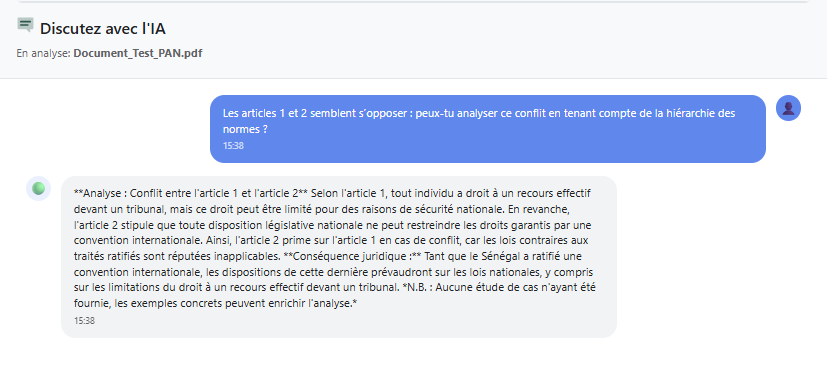 Discutez avec l'IA
En analyse: Document_Test_PAN.pdf
Les articles 1 et 2 semblent s'opposer : peux-tu analyser ce conflit en tenant compte de la hiérarchie des
normes ?
15:38
**Analyse : Conflit entre l'article 1 et l'article 2** Selon l'article 1, tout individu a droit à un recours effectif
devant un tribunal, mais ce droit peut être limité pour des raisons de sécurité nationale. En revanche,
l'article 2 stipule que toute disposition législative nationale ne peut restreindre les droits garantis par une
convention internationale. Ainsi, l'article 2 prime sur l'article 1 en cas de conflit, car les lois contraires aux
traités ratifiés sont réputées inapplicables. **Conséquence juridique :** Tant que le Sénégal a ratifié une
convention internationale, les dispositions de cette dernière prévaudront sur les lois nationales, y compris
sur les limitations du droit à un recours effectif devant un tribunal. *N.B. : Aucune étude de cas n'ayant été
fournie, les exemples concrets peuvent enrichir l'analyse.*
15:38